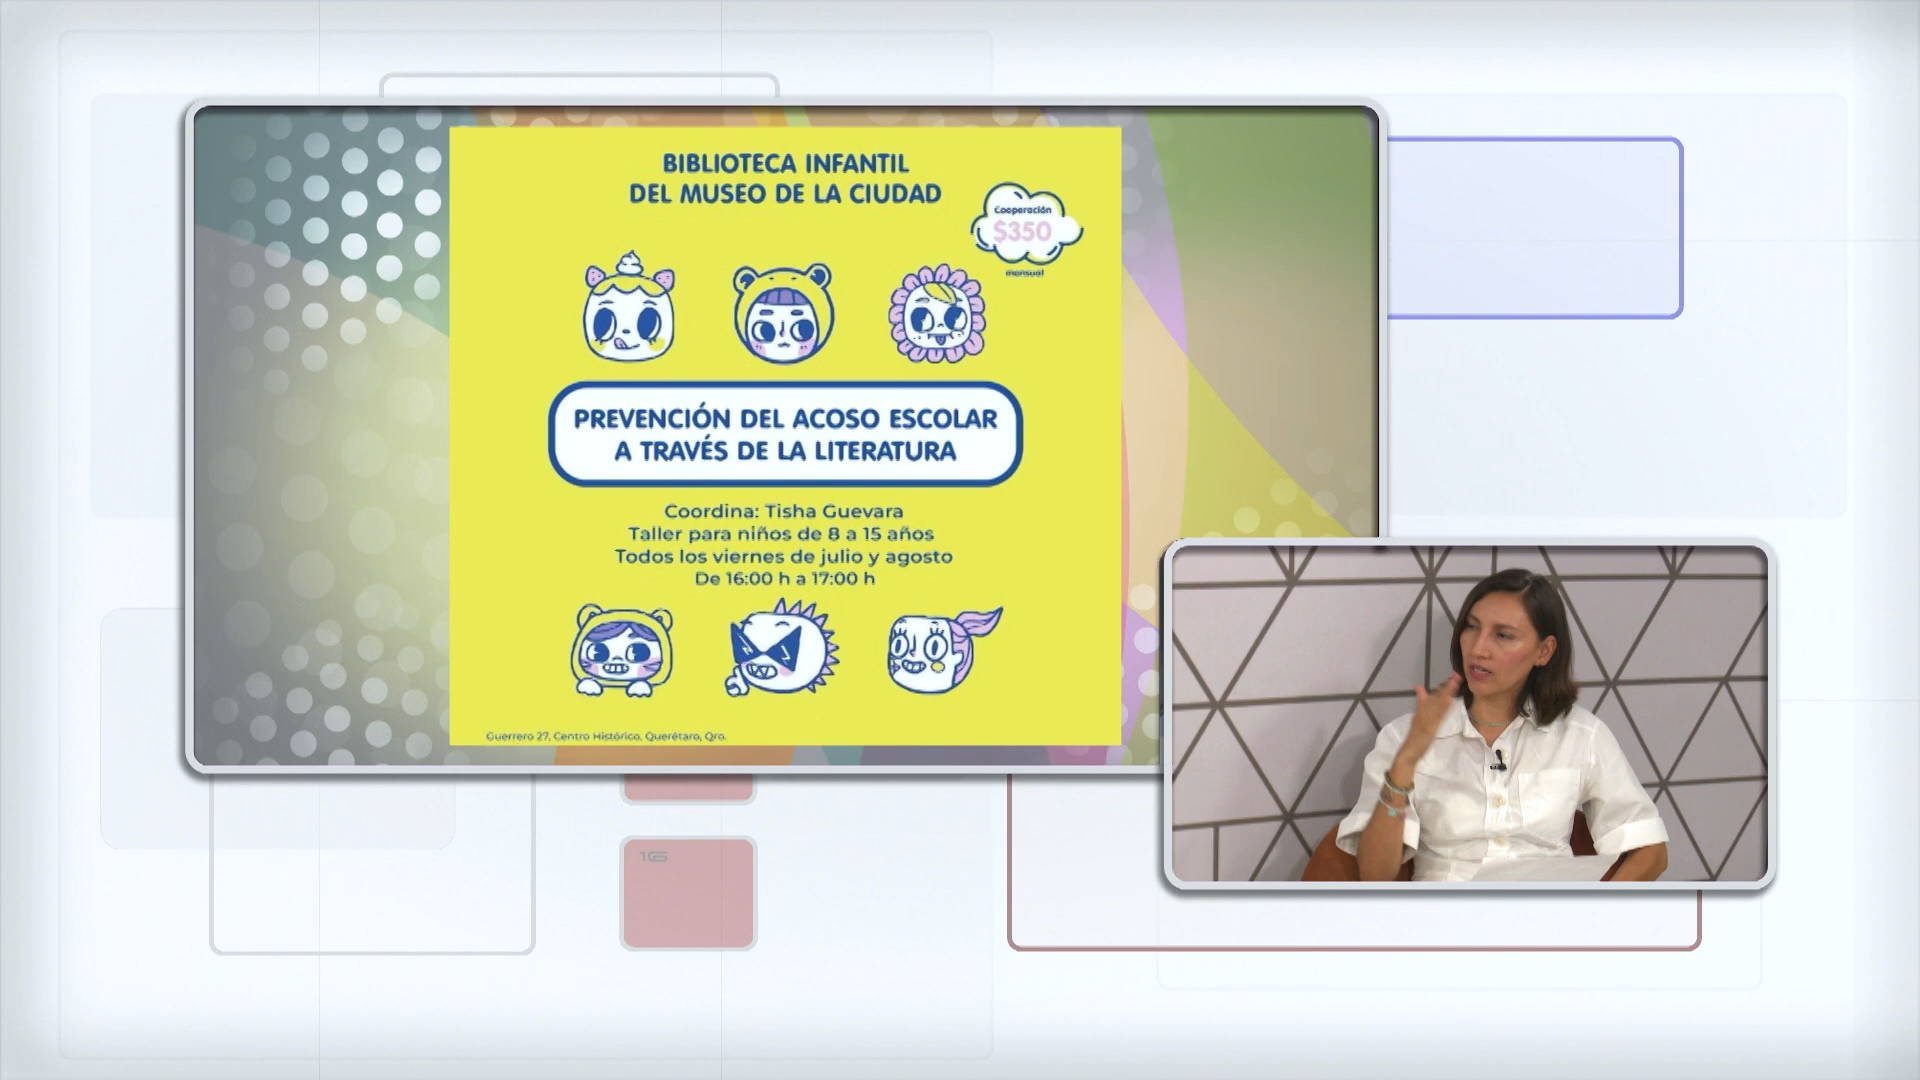 BIBLIOTECA INFANTIL
DEL MUSEO DE LA CIUDAD
Cooperación
$350
mensual
PREVENCIÓN DEL ACOSO ESCOLAR
A TRAVÉS DE LA LITERATURA
Coordina: Tisha Guevara
Taller para niños de 8 a 15 años
Todos los viernes de julio y agosto
De 16:00 h a 17:00 h
Guerrero 27, Centro Histórico, Querétaro, Qro.